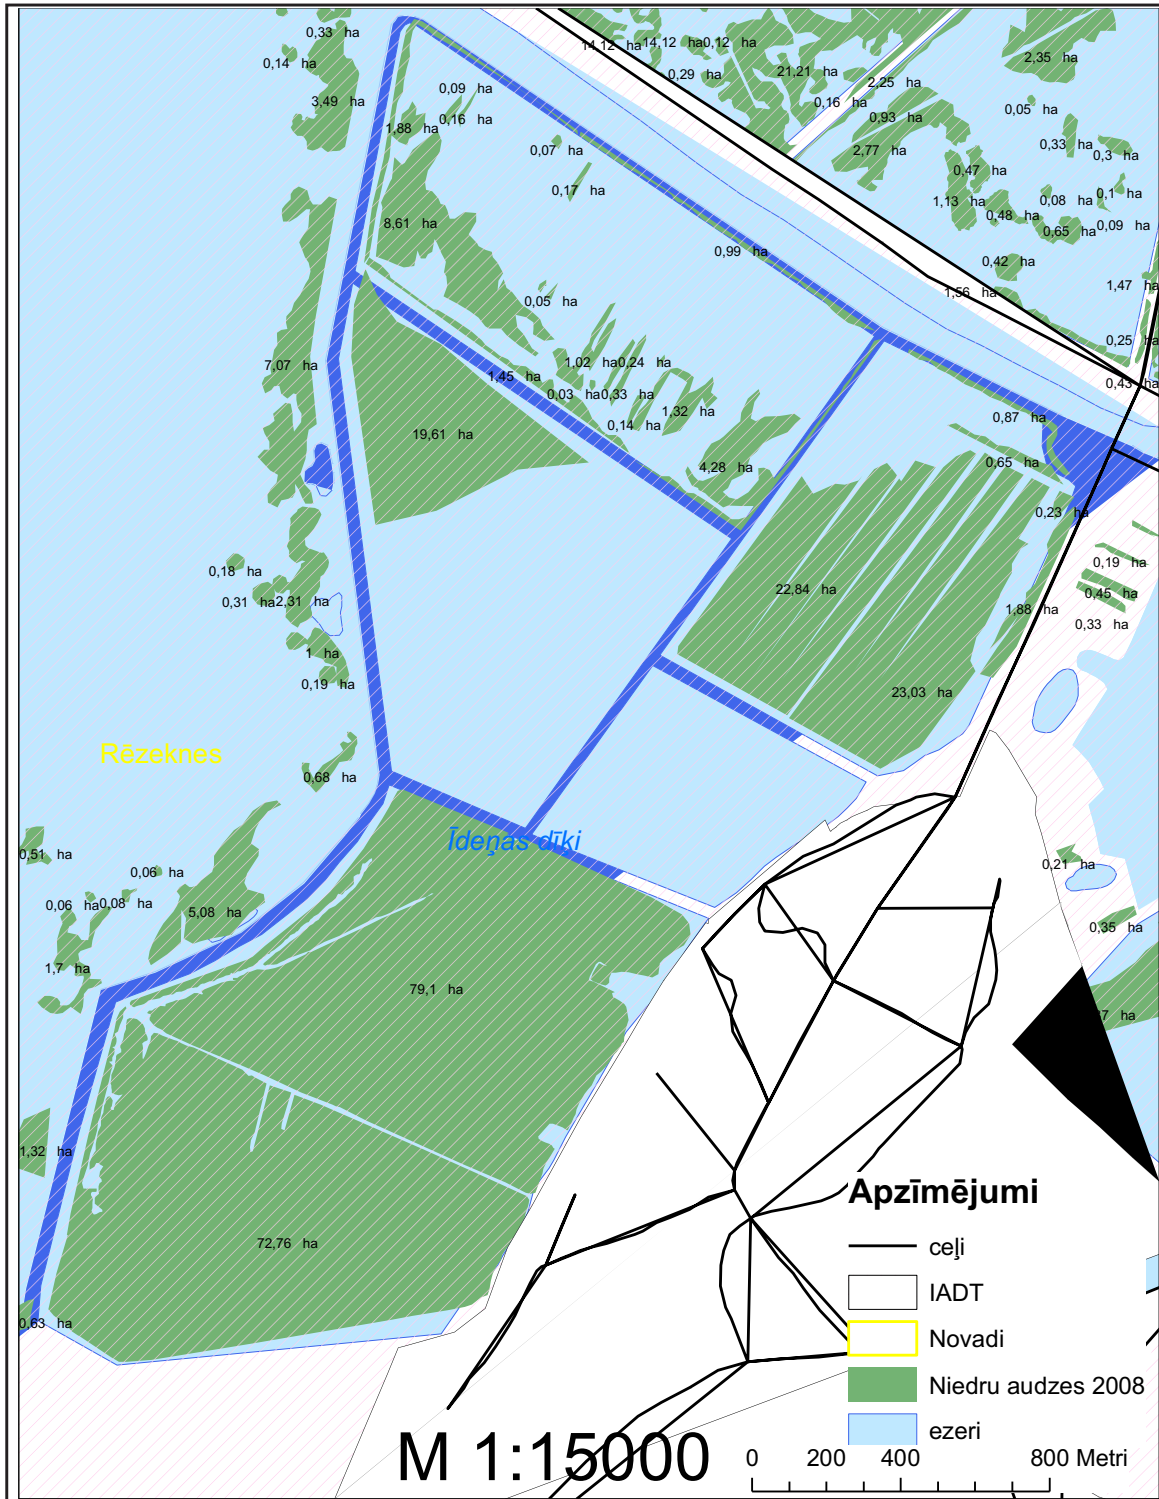 0,33 ha
14,12 ha
14,12 ha
0,12 ha
0,14 ha
2,35 ha
0,29 ha
21,21 ha
2,25 ha
0,09 ha
3,49 ha
0,16 ha
0,05 ha
0,16 ha
0,93 ha
1,88 ha
0,33 ha
0,07 ha
2,77 ha
0,3 ha
0,47 ha
0,17 ha
0,1 ha
1,13 ha
0,08 ha
0,48 ha
8,61 ha
0,65 ha
0,09 ha
0,99 ha
0,42 ha
1,47 ha
1,56 ha
0,05 ha
0,25 ha
7,07 ha
1,02 ha
0,24 ha
1,45 ha
0,43 ha
0,03 ha
0,33 ha
1,32 ha
0,87 ha
0,14 ha
19,61 ha
0,65 ha
4,28 ha
0,23 ha
0,19 ha
0,18 ha
22,84 ha
0,45 ha
0,31 ha
2,31 ha
1,88 ha
0,33 ha
1 ha
0,19 ha
23,03 ha
Rēzeknes
0,68 ha
Īdeņas dīķi
0,51 ha
0,21 ha
0,06 ha
0,06 ha
0,08 ha
5,08 ha
0,35 ha
1,7 ha
79,1 ha
7 ha
1,32 ha
72,76 ha
0,63 ha
Apzīmējumi
ceļi
IADT
Novadi
Niedru audzes 2008
ezeri
M 1:15000
0 200 400 800 Metri